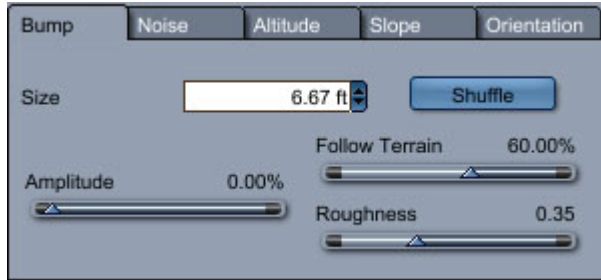 Bump Noise Altitude Slope Orientation
Size 6.67 ft Shuffle
Follow Terrain 60.00%
Amplitude 0.00%
Roughness 0.35